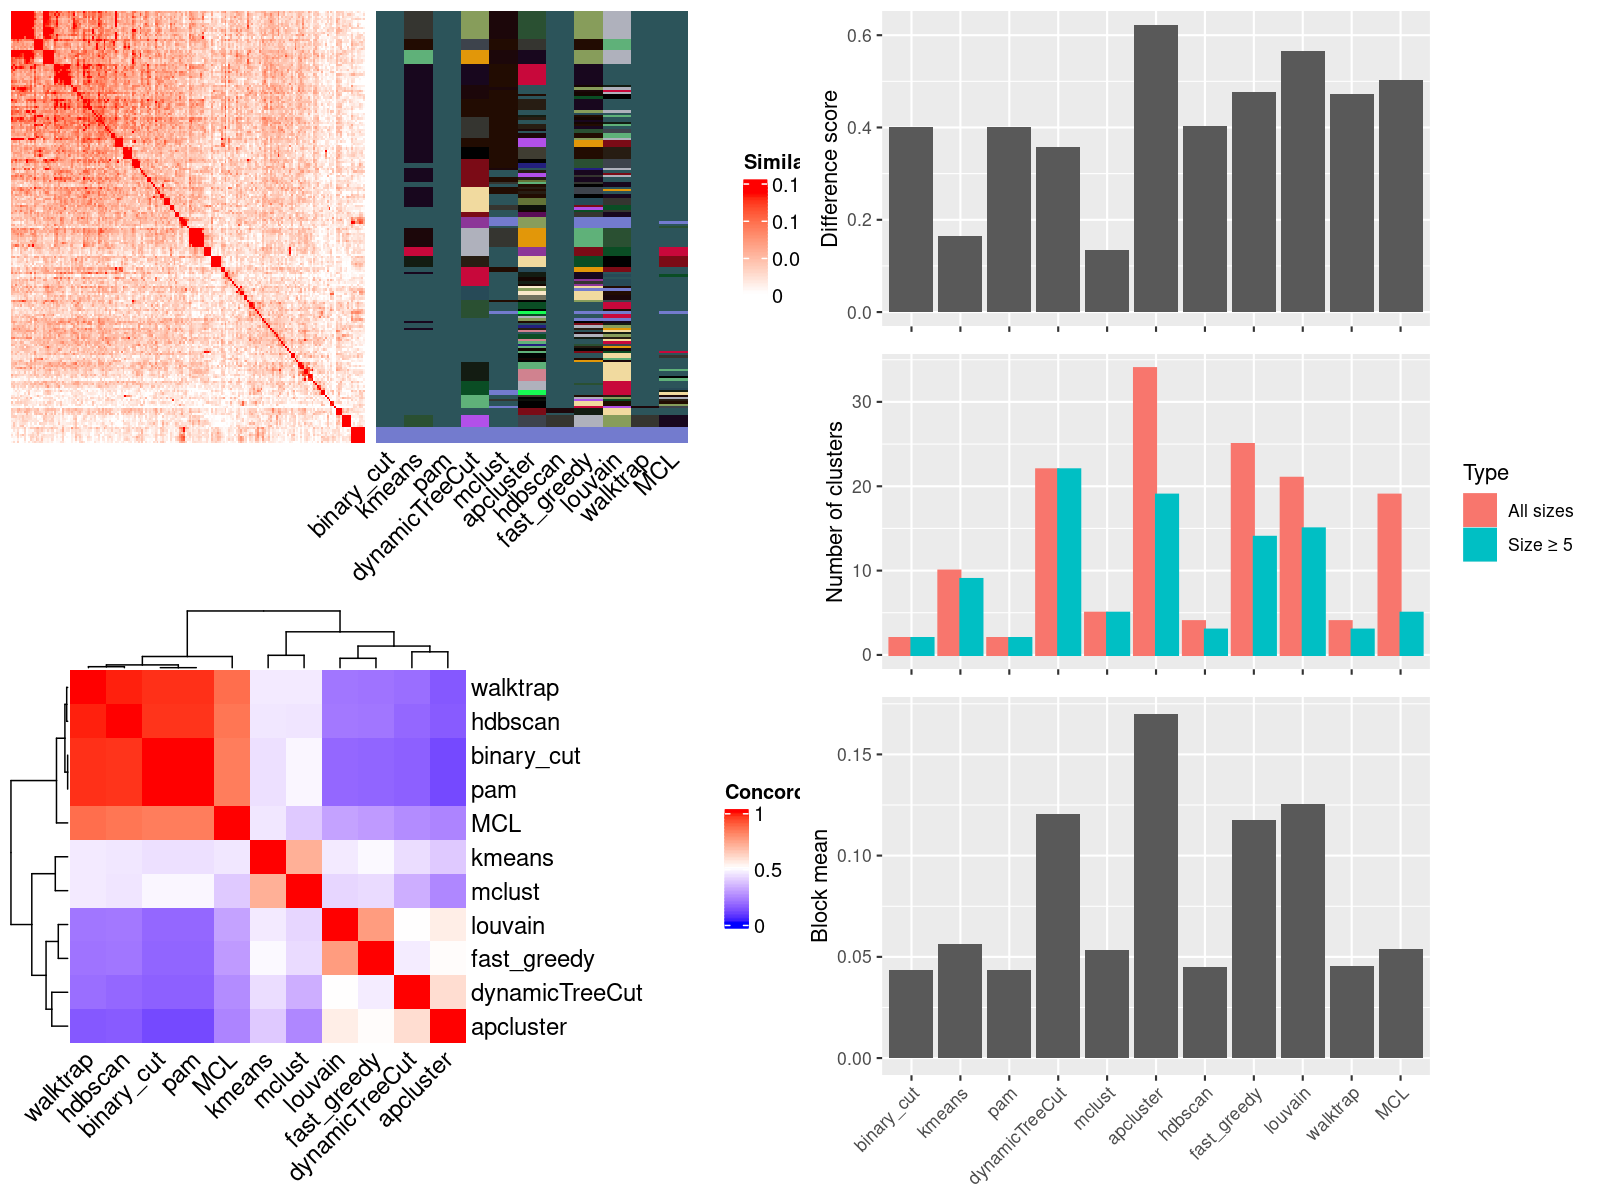 Simila
0.1
0.1
0.0
0
binary_cut
kmeans
pam
dynamicTreeCut
mclust
apcluster
hdbscan
fast_greedy
louvain
walktrap
MCL
walktrap
hdbscan
binary_cut
pam
MCL
kmeans
mclust
louvain
fast_greedy
dynamicTreeCut
apcluster
Concord
1
0.5
0
walktrap
hdbscan
binary_cut
pam
MCL
kmeans
mclust
louvain
fast_greedy
dynamicTreeCut
apcluster
Difference score
0.6
0.4
0.2
0.0
Number of clusters
30
20
10
0
Type
All sizes
Size ≥ 5
Block mean
0.15
0.10
0.05
0.00
binary_cut
kmeans
pam
dynamicTreeCut
mclust
apcluster
hdbscan
fast_greedy
louvain
walktrap
MCL